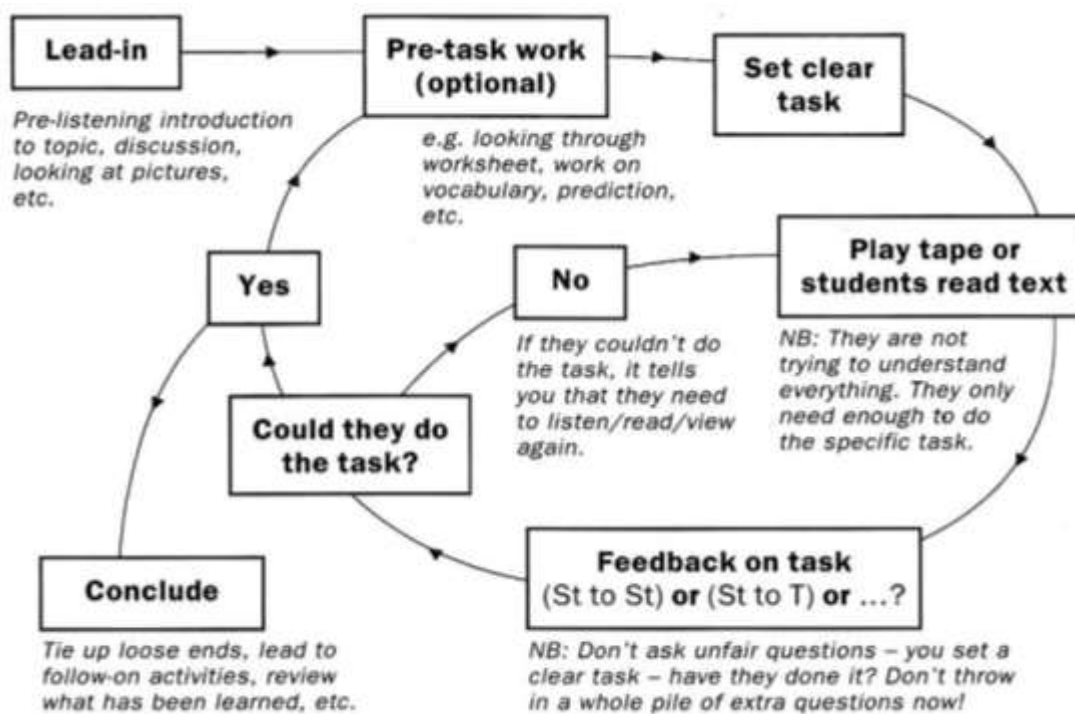 Lead-in
Pre-listening introduction
to topic, discussion,
looking at pictures,
etc.
Pre-task work
(optional)
e.g. looking through
worksheet, work on
vocabulary, prediction,
etc.
Set clear
task
Play tape or
students read text
NB: They are not
trying to understand
everything. They only
need enough to do
the specific task.
Yes
No
If they couldn't do
the task, it tells
you that they need
to listen/read/view
again.
Could they do
the task?
Feedback on task
(St to St) or (St to T) or ...?
NB: Don't ask unfair questions – you set a
clear task – have they done it? Don't throw
in a whole pile of extra questions now!
Conclude
Tie up loose ends, lead to
follow-on activities, review
what has been learned, etc.